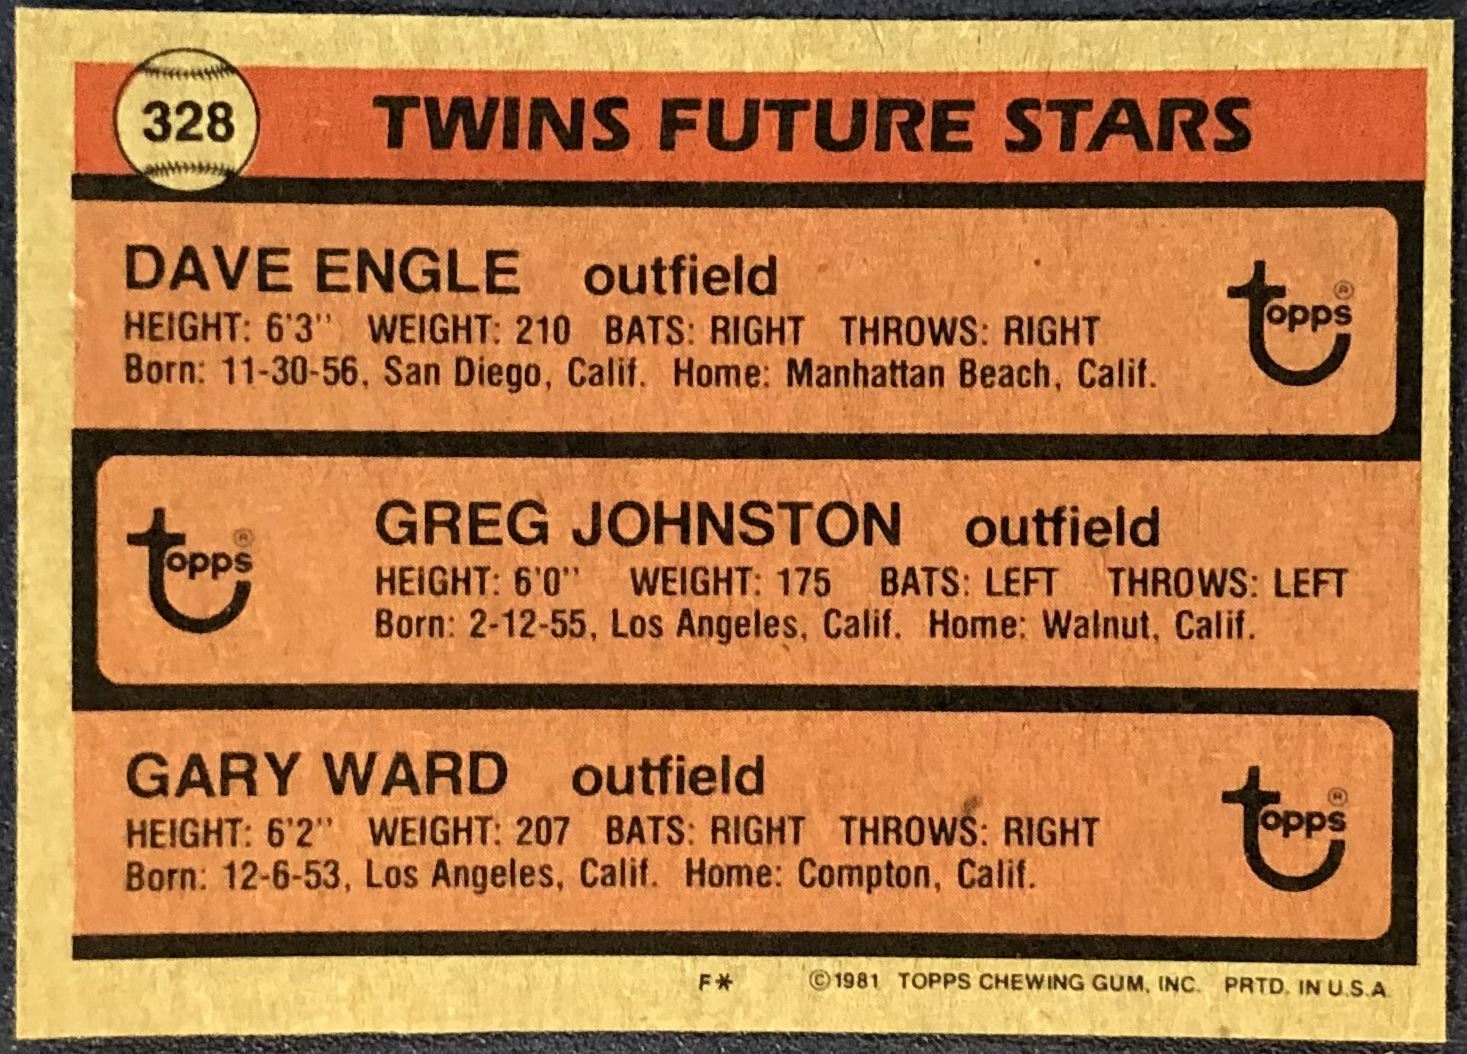 328
TWINS FUTURE STARS
DAVE ENGLE outfield
HEIGHT: 6'3'' WEIGHT: 210 BATS: RIGHT THROWS: RIGHT
Born: 11-30-56, San Diego, Calif. Home: Manhattan Beach, Calif.
topps®
GREG JOHNSTON outfield
HEIGHT: 6'0'' WEIGHT: 175 BATS: LEFT THROWS: LEFT
Born: 2-12-55, Los Angeles, Calif. Home: Walnut, Calif.
topps®
GARY WARD outfield
HEIGHT: 6'2'' WEIGHT: 207 BATS: RIGHT THROWS: RIGHT
Born: 12-6-53, Los Angeles, Calif. Home: Compton, Calif.
topps®
F* ©1981 TOPPS CHEWING GUM, INC. PRTD. IN U.S.A.